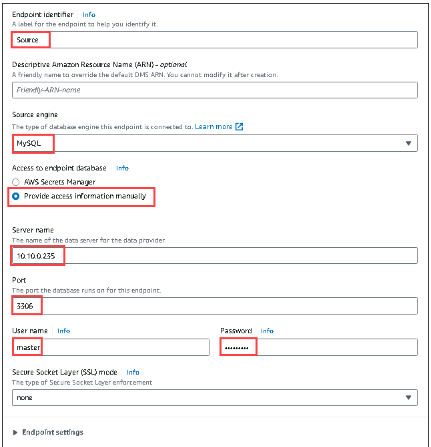 Endpoint identifier Info
A label for the endpoint to help you identify it.
Source
Descriptive Amazon Resource Name (ARN) - optional
A friendly name to override the default DMS ARN. You cannot modify it after creation.
Friendly-ARN-name
Source engine
The type of database engine this endpoint is connected to. Learn more
MySQL
Access to endpoint database Info
AWS Secrets Manager
Provide access information manually
Server name
The name of the data server for the data provider.
10.10.0.235
Port
The port the database runs on for this endpoint.
3306
User name Info Password Info
master •••••••••
Secure Socket Layer (SSL) mode Info
The type of Secure Socket Layer enforcement
none
Endpoint settings